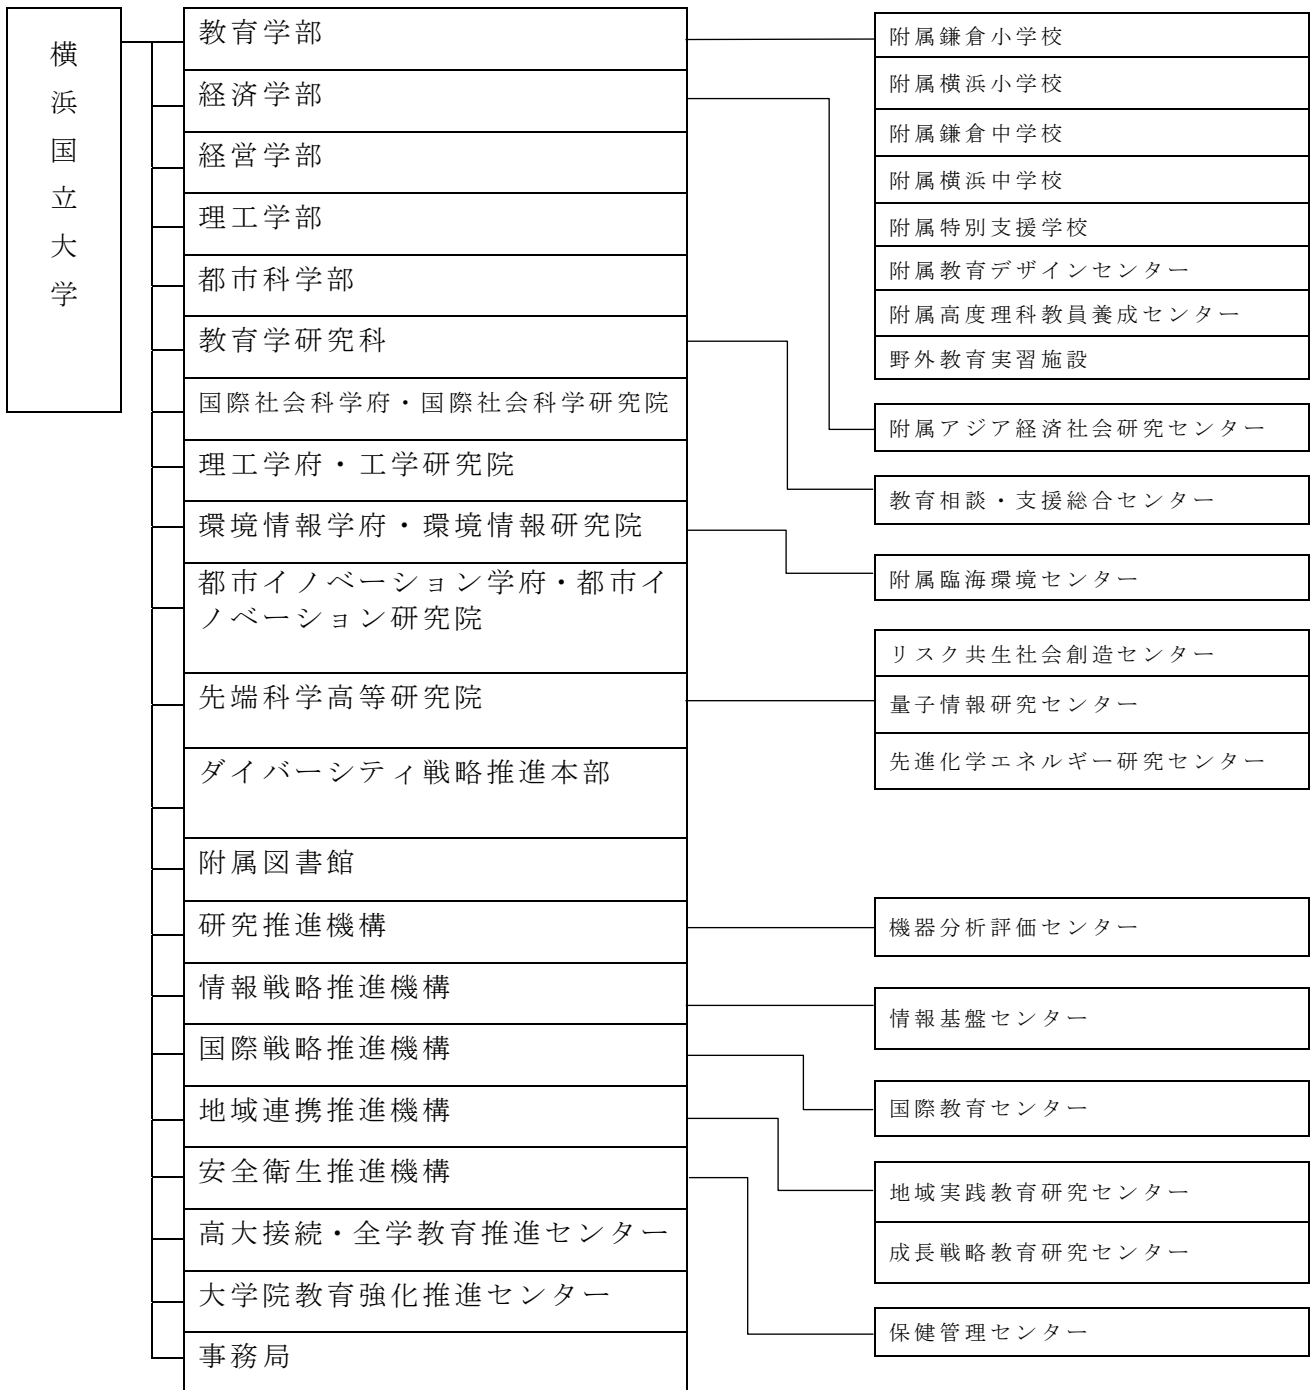 横浜国立大学
教育学部
経済学部
経営学部
理工学部
都市科学部
教育学研究科
国際社会科学府・国際社会科学研究院
理工学府・工学研究院
環境情報学府・環境情報研究院
都市イノベーション学府・都市イ
ノベーション研究院
先端科学高等研究院
ダイバーシティ戦略推進本部
附属図書館
研究推進機構
情報戦略推進機構
国際戦略推進機構
地域連携推進機構
安全衛生推進機構
高大接続・全学教育推進センター
大学院教育強化推進センター
事務局
附属鎌倉小学校
附属横浜小学校
附属鎌倉中学校
附属横浜中学校
附属特別支援学校
附属教育デザインセンター
附属高度理科教員養成センター
野外教育実習施設
附属アジア経済社会研究センター
教育相談・支援総合センター
附属臨海環境センター
リスク共生社会創造センター
量子情報研究センター
先進化学エネルギー研究センター
機器分析評価センター
情報基盤センター
国際教育センター
地域実践教育研究センター
成長戦略教育研究センター
保健管理センター